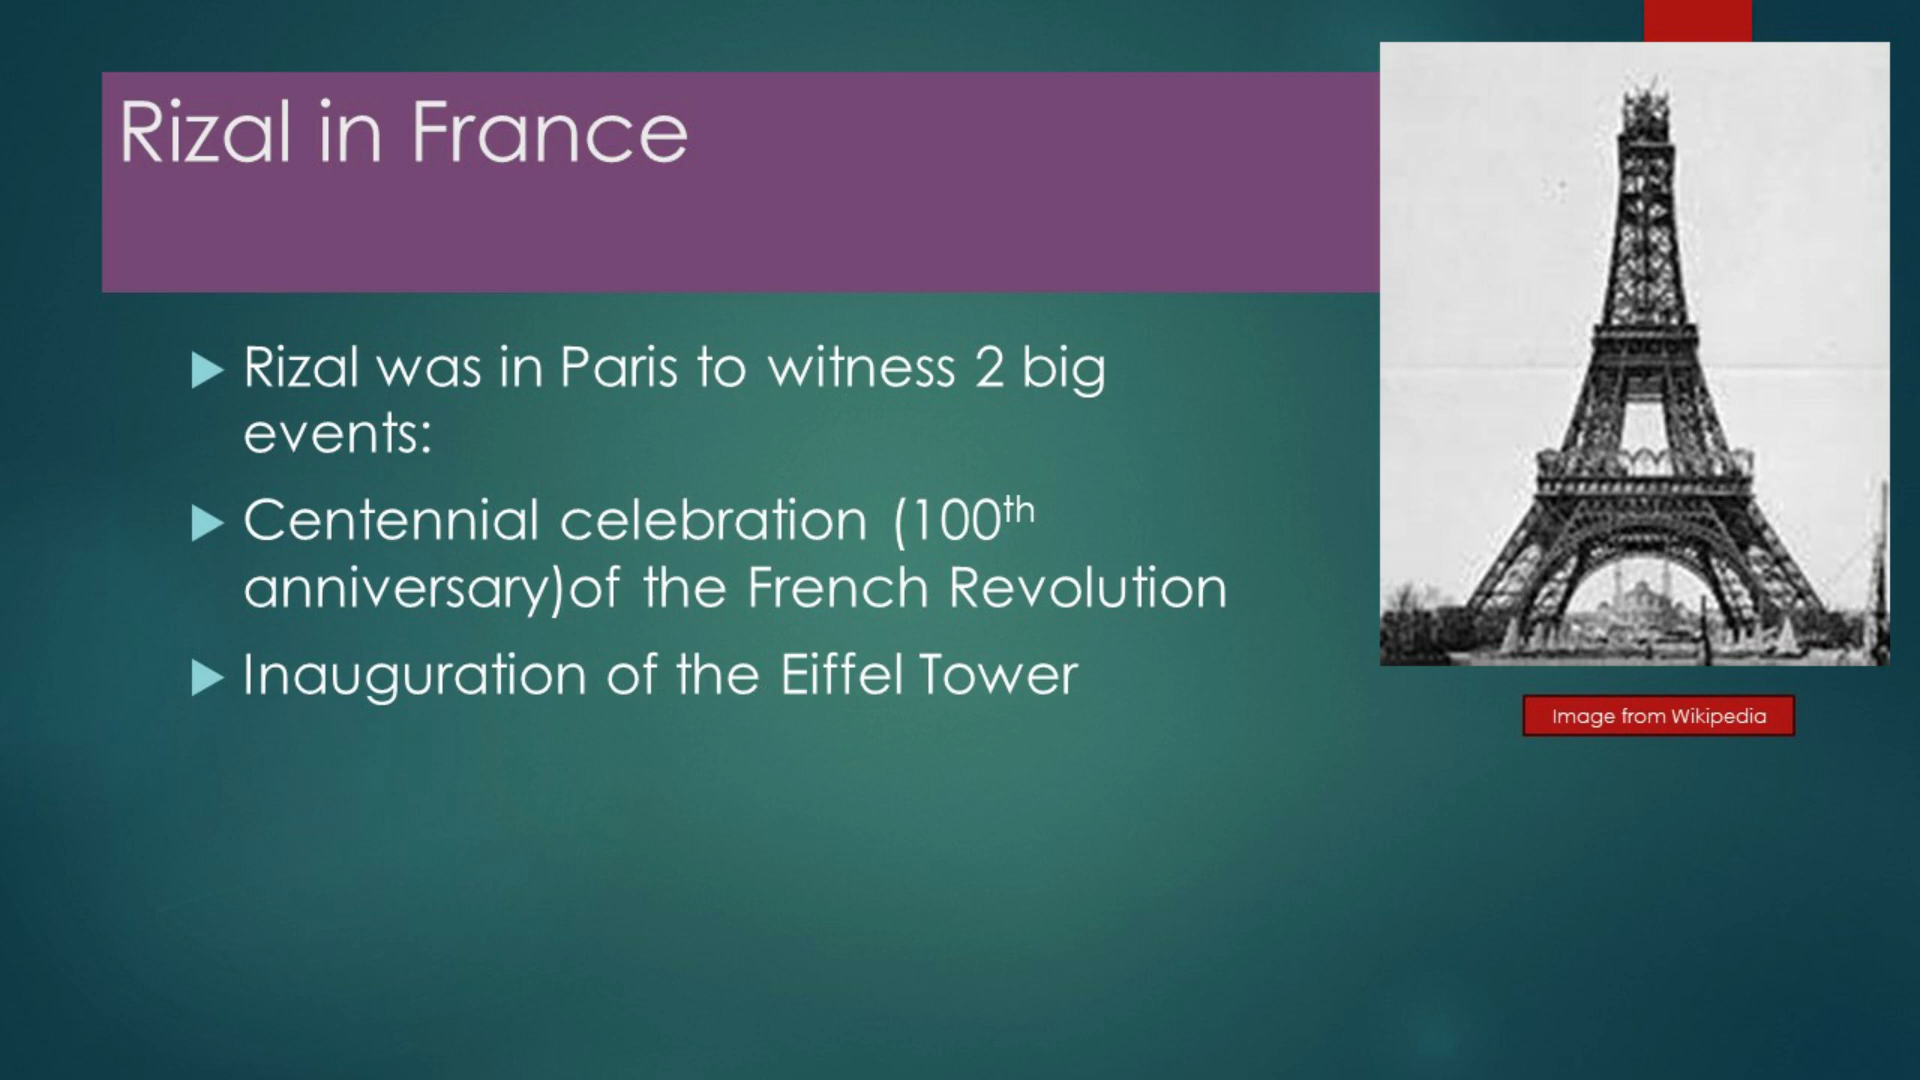 Rizal in France
Rizal was in Paris to witness 2 big
events:
Centennial celebration (100th
anniversary)of the French Revolution
Inauguration of the Eiffel Tower
Image from Wikipedia